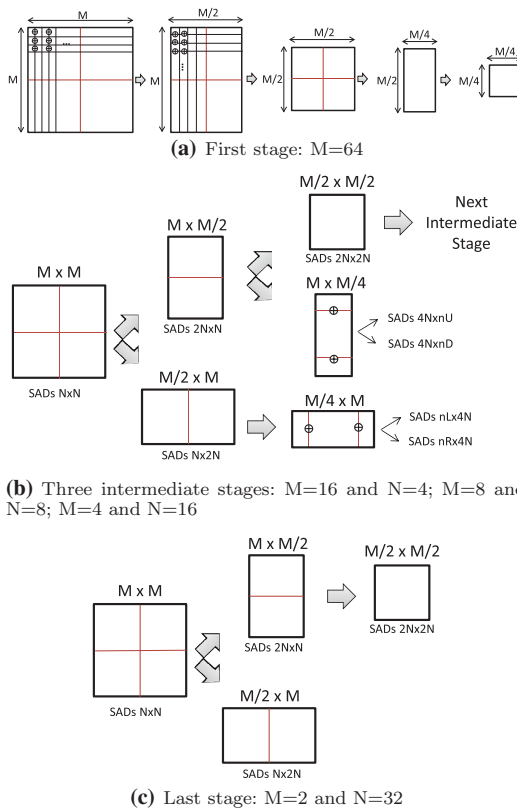 M
M/2
M/2
M/4
M/4
M
M
...
...
M/2
M/2
M/4
(a) First stage: M=64
M/2 x M/2
M x M/2
Next
Intermediate
Stage
SADs 2Nx2N
M x M
M x M/4
SADs 4NxnU
SADs 2NxN
SADs 4NxnD
M/2 x M
SADs NxN
M/4 x M
SADs nLx4N
SADs nRx4N
SADs Nx2N
(b) Three intermediate stages: M=16 and N=4; M=8 and
N=8; M=4 and N=16
M x M/2
M/2 x M/2
M x M
SADs 2NxN
SADs 2Nx2N
M/2 x M
SADs NxN
SADs Nx2N
(c) Last stage: M=2 and N=32